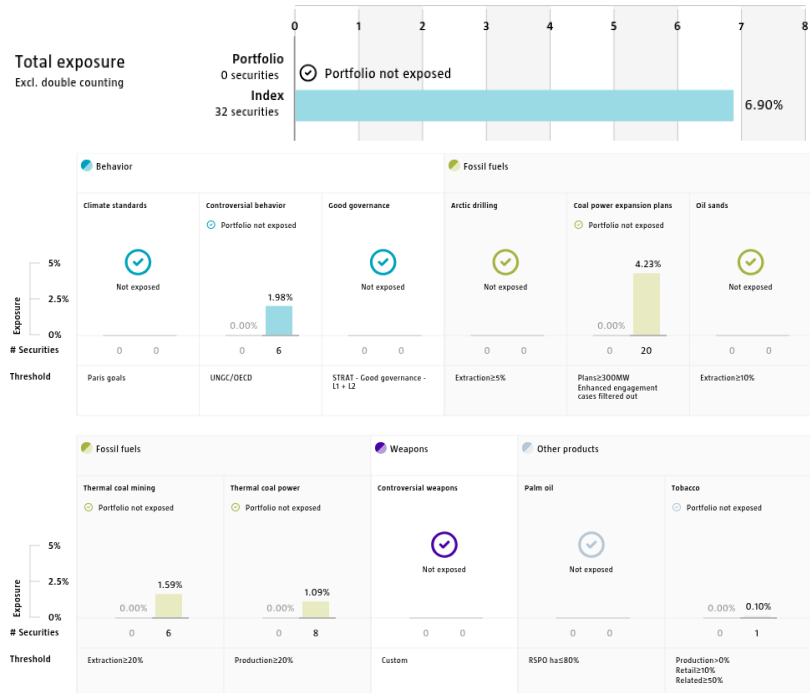 0 1 2 3 4 5 6 7 8
Total exposure
Excl. double counting
Portfolio
0 securities
Portfolio not exposed
Index
32 securities
6.90%
Behavior
Fossil fuels
Climate standards
Controversial behavior
Good governance
Arctic drilling
Coal power expansion plans
Oil sands
Portfolio not exposed
Portfolio not exposed
Exposure
5%
2.5%
0%
Not exposed
0.00%
1.98%
Not exposed
Not exposed
0.00%
4.23%
Not exposed
# Securities
0 0
0 6
0 0
0 0
0 20
0 0
Threshold
Paris goals
UNGC/OECD
STRAT - Good governance -
L1 + L2
Extraction≥5%
Plans≥300MW
Enhanced engagement
cases filtered out
Extraction≥10%
Fossil fuels
Weapons
Other products
Thermal coal mining
Thermal coal power
Controversial weapons
Palm oil
Tobacco
Portfolio not exposed
Portfolio not exposed
Portfolio not exposed
Exposure
5%
2.5%
0%
0.00%
1.59%
0.00%
1.09%
Not exposed
Not exposed
0.00%
0.10%
# Securities
0 6
0 8
0 0
0 0
0 1
Threshold
Extraction≥20%
Production≥20%
Custom
RSPO ha≤80%
Production>0%
Retail≥10%
Related≥50%